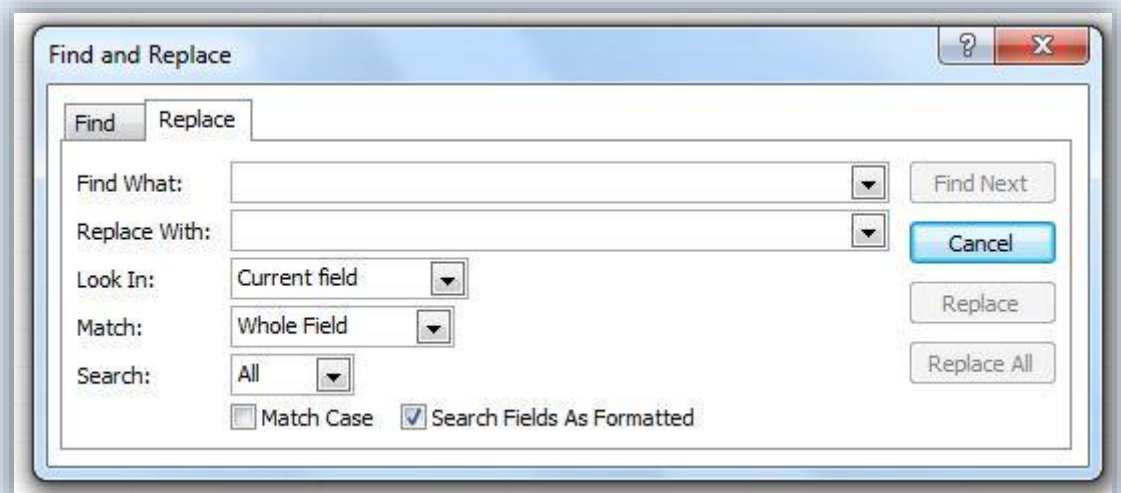 Find and Replace
Find Replace
Find What: Find Next
Replace With: Cancel
Look In: Current field
Replace
Match: Whole Field
Replace All
Search: All
Match Case Search Fields As Formatted